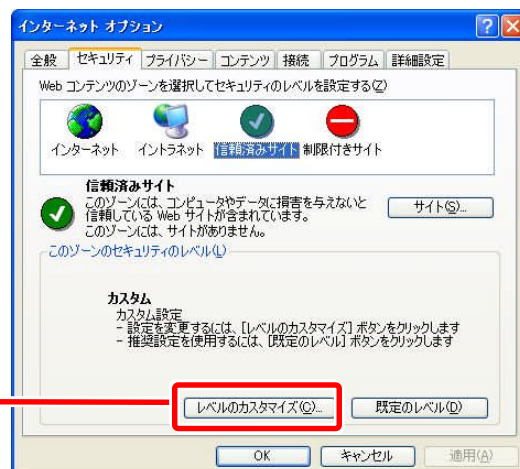 インターネット オプション
全般 セキュリティ プライバシー コンテンツ 接続 プログラム 詳細設定
Web コンテンツのゾーンを選択してセキュリティのレベルを設定する(Z)
インターネット イントラネット 信頼済みサイト 制限付きサイト
信頼済みサイト
このゾーンには、コンピュータやデータに損害を与えないと
信頼している Web サイトが含まれています。
このゾーンには、サイトがありません。
サイト(S)...
このゾーンのセキュリティのレベル(L)
カスタム
カスタム設定
- 設定を変更するには、[レベルのカスタマイズ] ボタンをクリックします
- 推奨設定を使用するには、[既定のレベル] ボタンをクリックします
レベルのカスタマイズ(C)... 既定のレベル(D)
OK キャンセル 適用(A)